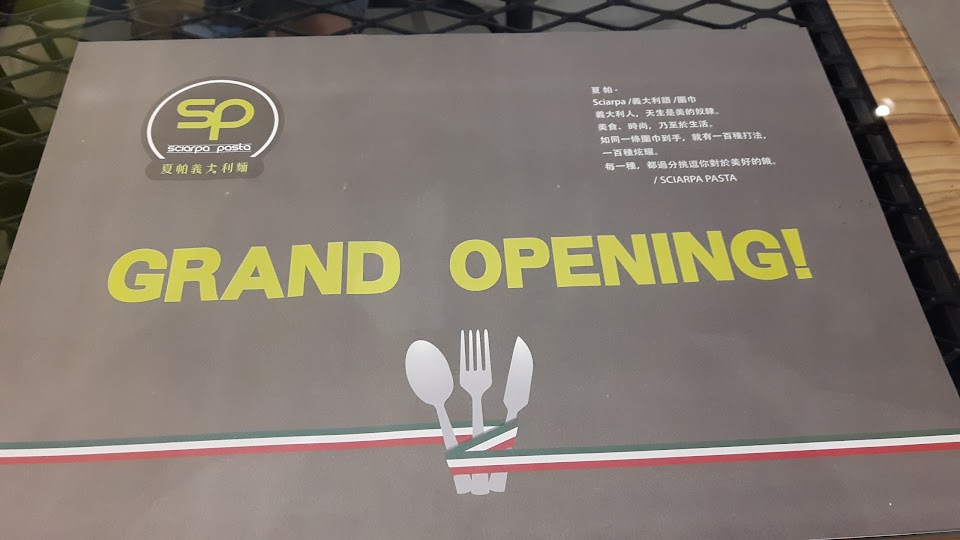 sp
sciarpa pasta
夏帕義大利麵
夏帕-
Sciarpa /義大利語 /圍巾
義大利人，天生是美的奴隸。
美食、時尚，乃至於生活。
如同一條圍巾到手，就有一百種打法，
一百種炫耀。
每一種，都過分挑逗你對於美好的饒。
/ SCIARPA PASTA
GRAND OPENING!